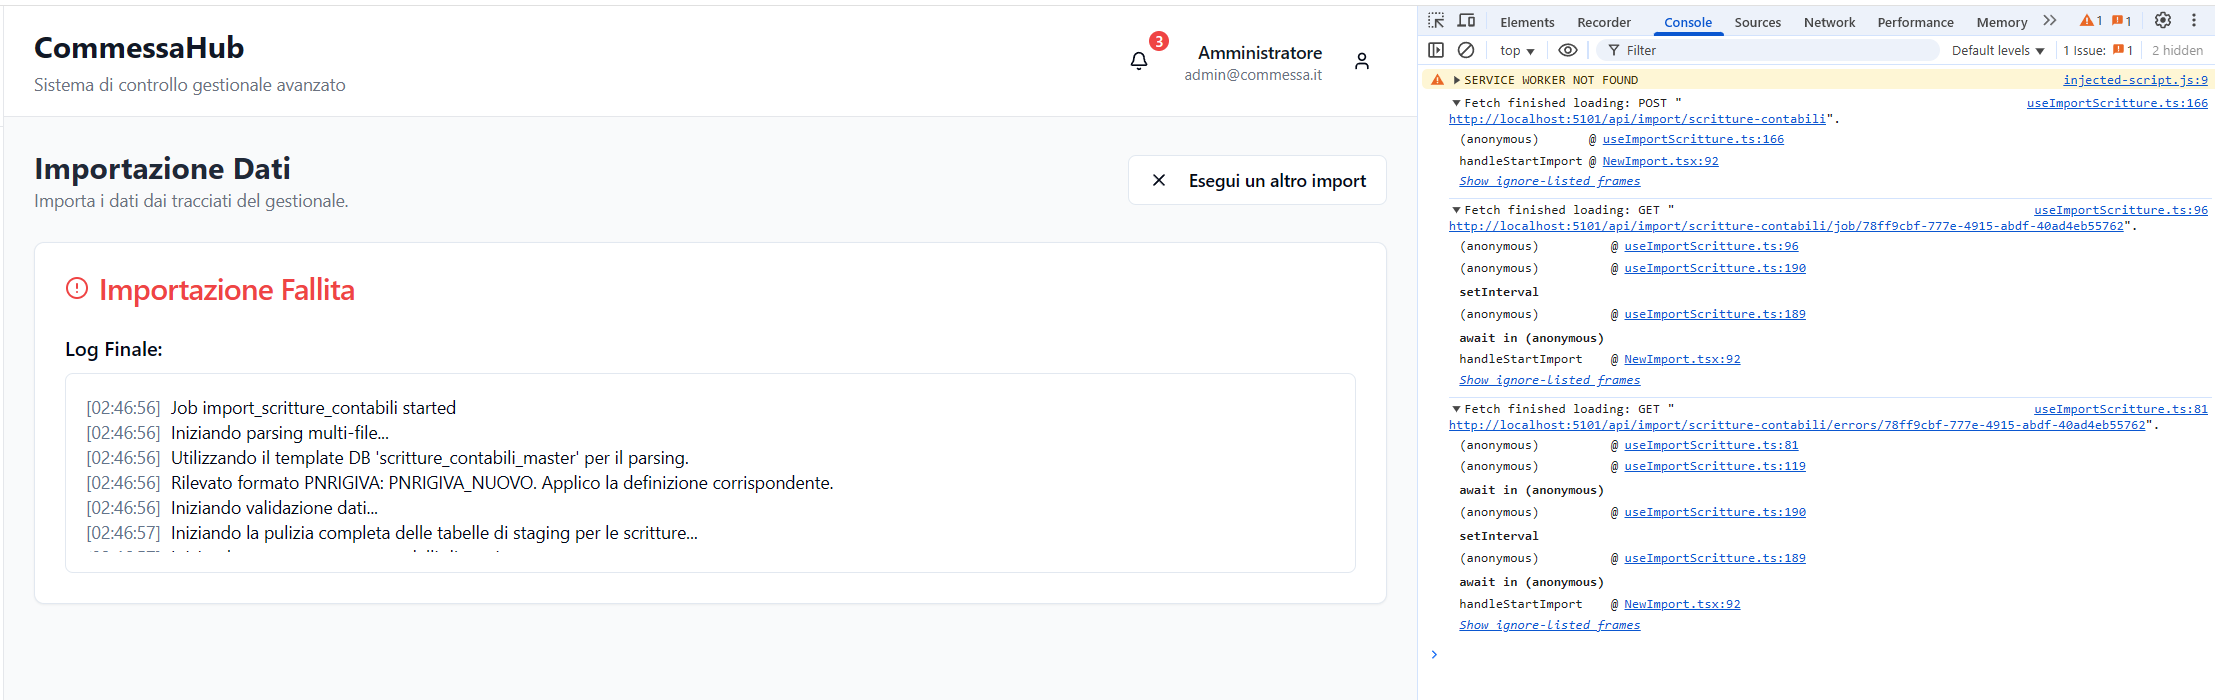 CommessaHub
Sistema di controllo gestionale avanzato
3
Amministratore
admin@commessa.it
Importazione Dati
Importa i dati dai tracciati del gestionale.
Esegui un altro import
Importazione Fallita
Log Finale:
[02:46:56] Job import_scritture_contabili started
[02:46:56] Iniziando parsing multi-file...
[02:46:56] Utilizzando il template DB 'scritture_contabili_master' per il parsing.
[02:46:56] Rilevato formato PNRIGIVA: PNRIGIVA_NUOVO. Applico la definizione corrispondente.
[02:46:56] Iniziando validazione dati...
[02:46:57] Iniziando la pulizia completa delle tabelle di staging per le scritture...
Elements Recorder Console Sources Network Performance Memory 1 1
top Filter Default levels 1 Issue: 1 2 hidden
SERVICE WORKER NOT FOUND injected-script.js:9
Fetch finished loading: POST " useImportScritture.ts:166
http://localhost:5101/api/import/scritture-contabili".
(anonymous) @ useImportScritture.ts:166
handleStartImport @ NewImport.tsx:92
Show ignore-listed frames
Fetch finished loading: GET " useImportScritture.ts:96
http://localhost:5101/api/import/scritture-contabili/job/78ff9cbf-777e-4915-abdf-40ad4eb55762".
(anonymous) @ useImportScritture.ts:96
(anonymous) @ useImportScritture.ts:190
setInterval
(anonymous) @ useImportScritture.ts:189
await in (anonymous)
handleStartImport @ NewImport.tsx:92
Show ignore-listed frames
Fetch finished loading: GET " useImportScritture.ts:81
http://localhost:5101/api/import/scritture-contabili/errors/78ff9cbf-777e-4915-abdf-40ad4eb55762".
(anonymous) @ useImportScritture.ts:81
(anonymous) @ useImportScritture.ts:119
await in (anonymous)
(anonymous) @ useImportScritture.ts:190
setInterval
(anonymous) @ useImportScritture.ts:189
await in (anonymous)
handleStartImport @ NewImport.tsx:92
Show ignore-listed frames